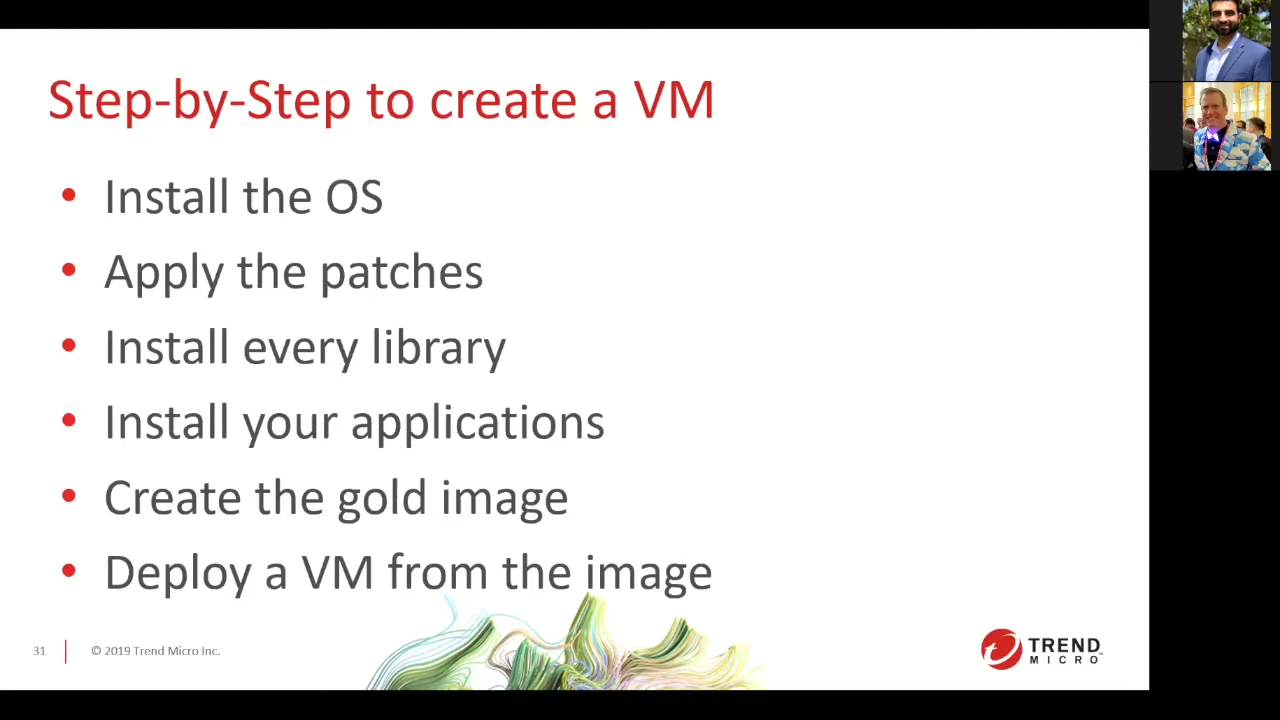 Step-by-Step to create a VM
• Install the OS
• Apply the patches
• Install every library
• Install your applications
• Create the gold image
• Deploy a VM from the image
31
© 2019 Trend Micro Inc.
TREND
MICRO™